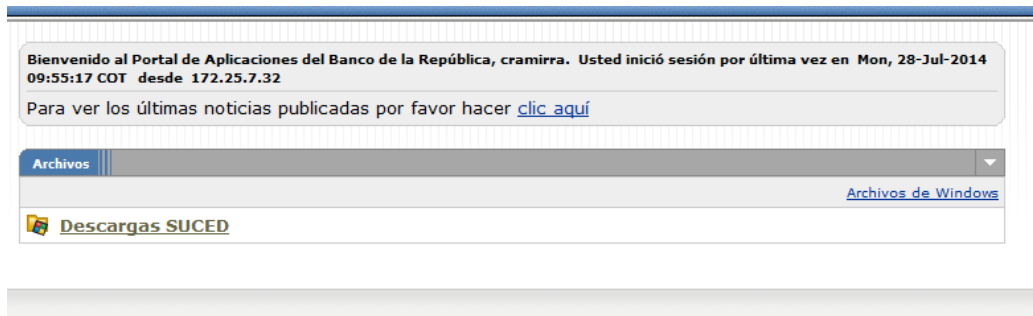 Bienvenido al Portal de Aplicaciones del Banco de la República, cramirra. Usted inició sesión por última vez en Mon, 28-Jul-2014
09:55:17 COT desde 172.25.7.32
Para ver los últimas noticias publicadas por favor hacer clic aquí
Archivos
Archivos de Windows
Descargas SUCED